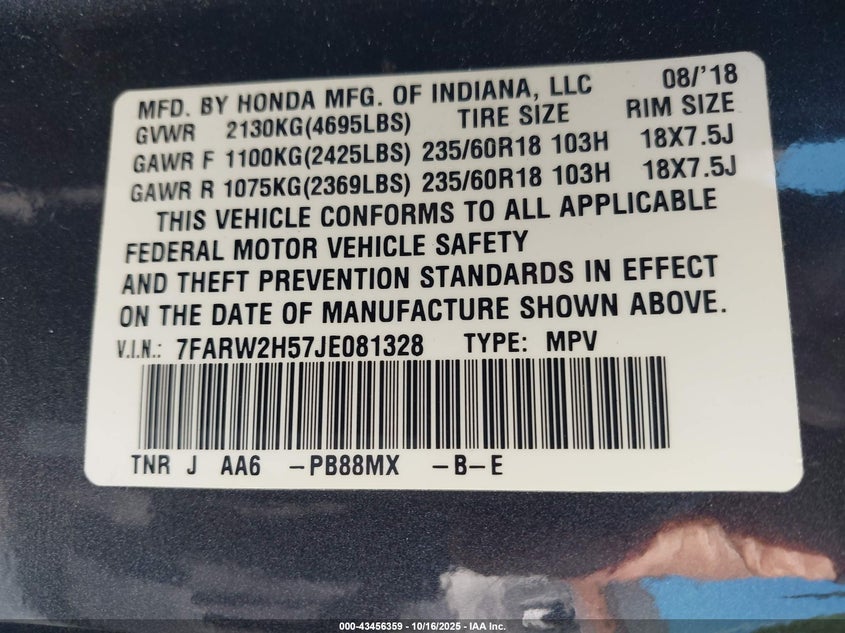 MFD. BY HONDA MFG. OF INDIANA, LLC 08/'18
GVWR 2130KG(4695LBS) TIRE SIZE RIM SIZE
GAWR F 1100KG(2425LBS) 235/60R18 103H 18X7.5J
GAWR R 1075KG(2369LBS) 235/60R18 103H 18X7.5J
THIS VEHICLE CONFORMS TO ALL APPLICABLE
FEDERAL MOTOR VEHICLE SAFETY
AND THEFT PREVENTION STANDARDS IN EFFECT
ON THE DATE OF MANUFACTURE SHOWN ABOVE.
V.I.N.: 7FARW2H57JE081328 TYPE: MPV
TNR J AA6 -PB88MX -B-E
000-43456359 - 10/16/2025 - IAA Inc.